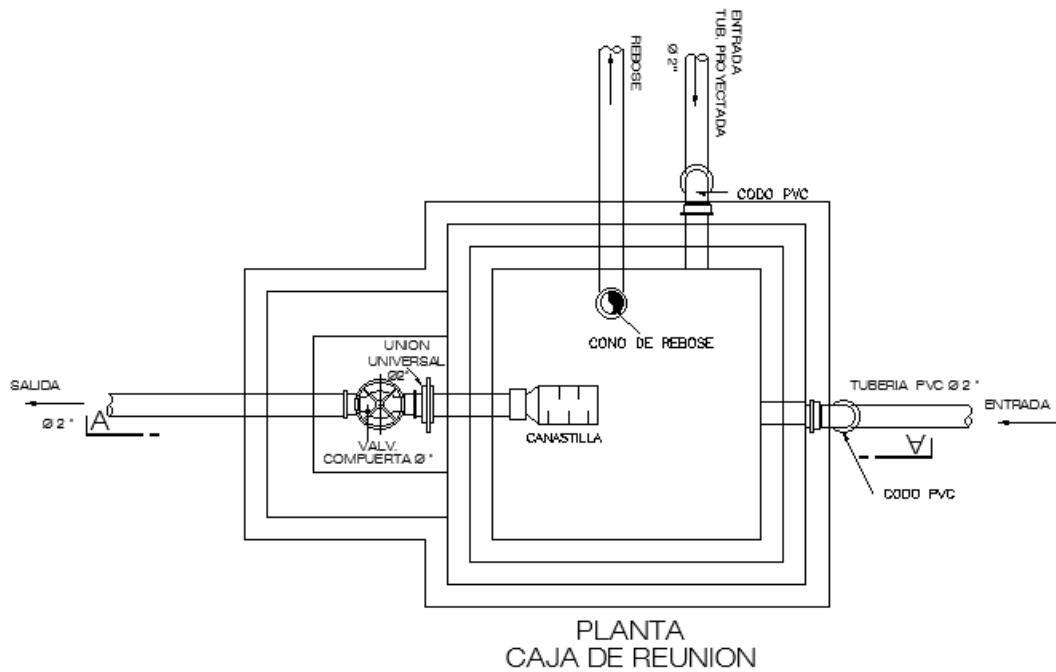 REBOSE
ENTRADA
TUB. PROYECTADA
Ø 2"
CODO PVC
CONO DE REBOSE
UNION
UNIVERSAL
Ø2"
SALIDA
Ø 2"
A
VALV.
COMPUERTA Ø "
CANASTILLA
TUBERIA PVC Ø 2"
ENTRADA
A
CODO PVC
PLANTA
CAJA DE REUNION